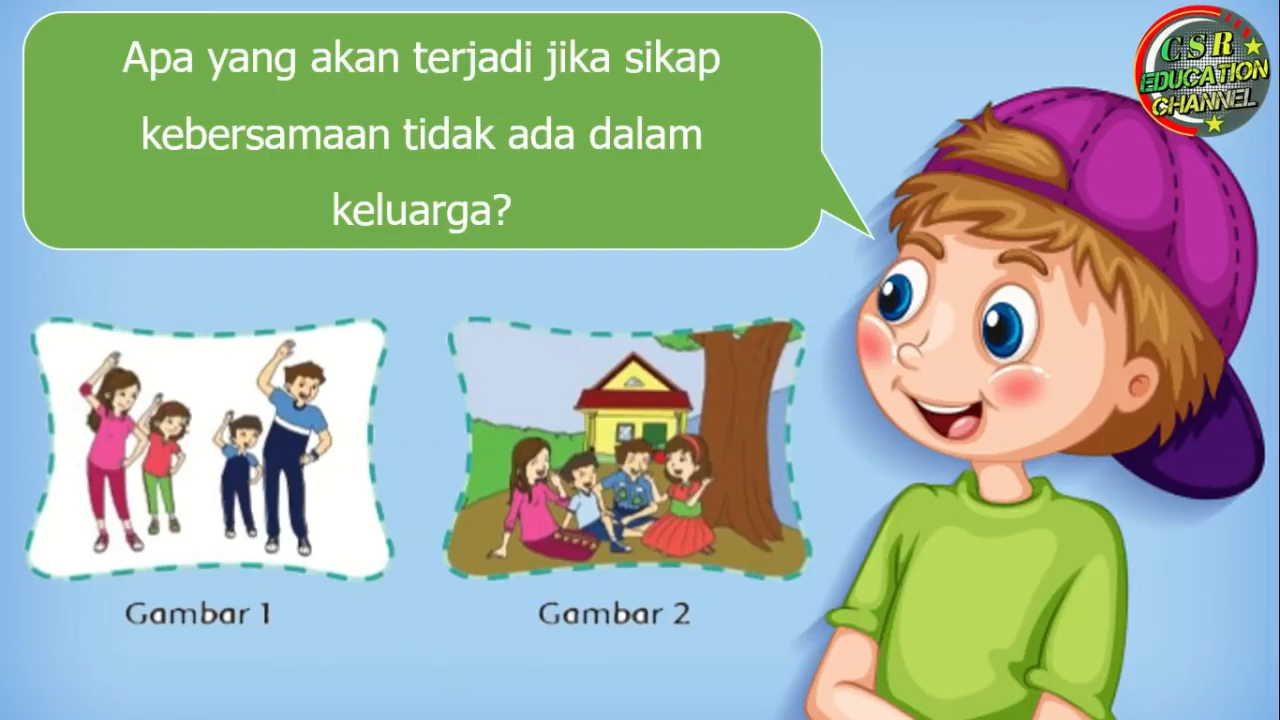 Apa yang akan terjadi jika sikap
kebersamaan tidak ada dalam
keluarga?
CSR
EDUCATION
CHANNEL
Gambar 1
Gambar 2